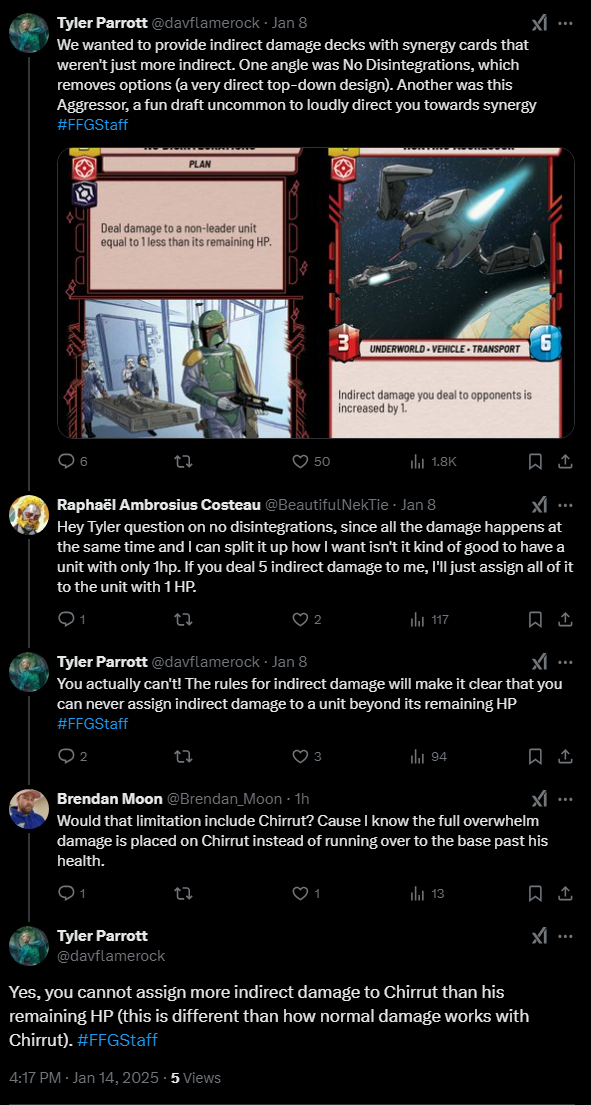 Tyler Parrott @davflamerock · Jan 8
We wanted to provide indirect damage decks with synergy cards that
weren't just more indirect. One angle was No Disintegrations, which
removes options (a very direct top-down design). Another was this
Aggressor, a fun draft uncommon to loudly direct you towards synergy
#FFGStaff
PLAN
Deal damage to a non-leader unit
equal to 1 less than its remaining HP.
3
UNDERWORLD • VEHICLE • TRANSPORT
6
Indirect damage you deal to opponents is
increased by 1.
6 50 1.8K
Raphaël Ambrosius Costeau @BeautifulNekTie · Jan 8
Hey Tyler question on no disintegrations, since all the damage happens at
the same time and I can split it up how I want isn't it kind of good to have a
unit with only 1hp. If you deal 5 indirect damage to me, I'll just assign all of it
to the unit with 1 HP.
1 2 117
Tyler Parrott @davflamerock · Jan 8
You actually can't! The rules for indirect damage will make it clear that you
can never assign indirect damage to a unit beyond its remaining HP
#FFGStaff
2 3 94
Brendan Moon @Brendan_Moon · 1h
Would that limitation include Chirrut? Cause I know the full overwhelm
damage is placed on Chirrut instead of running over to the base past his
health.
1 1 13
Tyler Parrott
@davflamerock
Yes, you cannot assign more indirect damage to Chirrut than his
remaining HP (this is different than how normal damage works with
Chirrut). #FFGStaff
4:17 PM · Jan 14, 2025 · 5 Views